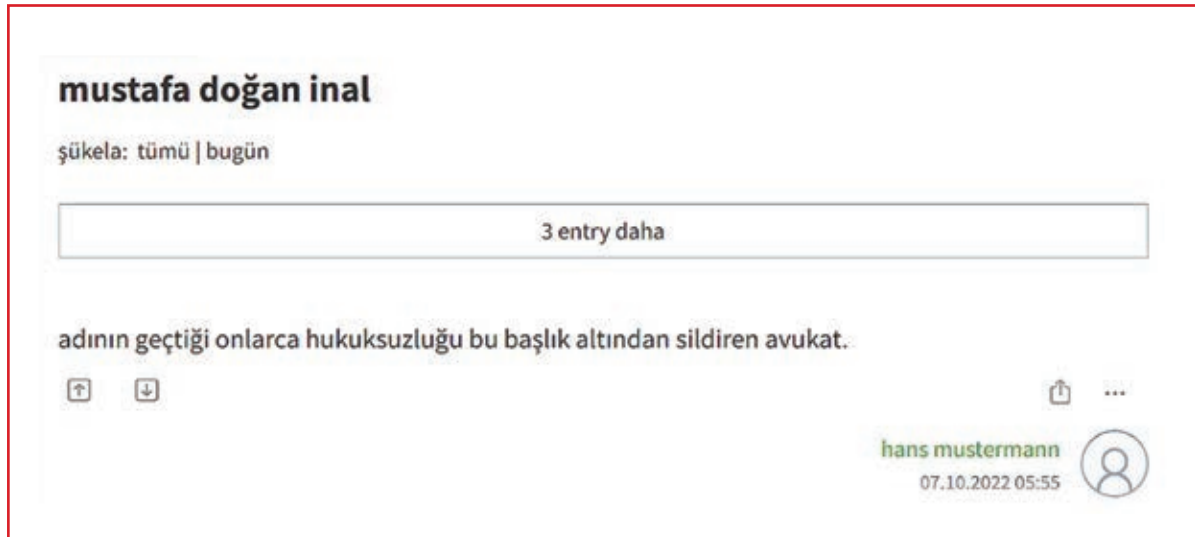 mustafa doğan inal
şükela: tümü | bugün
3 entry daha
adının geçtiği onlarca hukuksuzluğu bu başlık altından sildiren avukat.
hans mustermann
07.10.2022 05:55